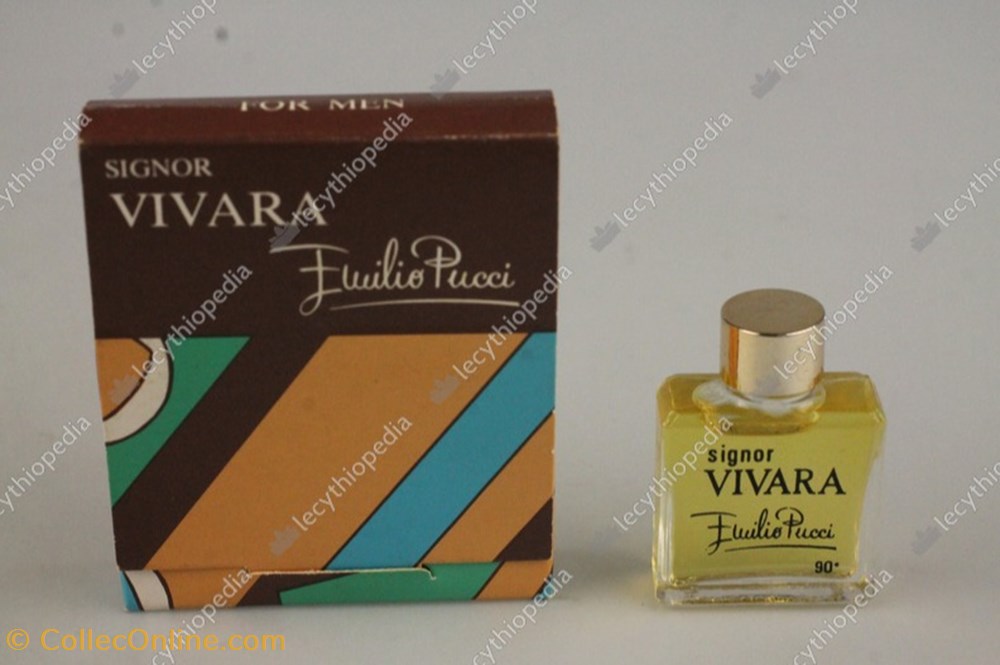 FOR MEN
SIGNOR
VIVARA
Emilio Pucci
signor
VIVARA
Emilio Pucci
90°
© CollecOnline.com
lecythiopedia